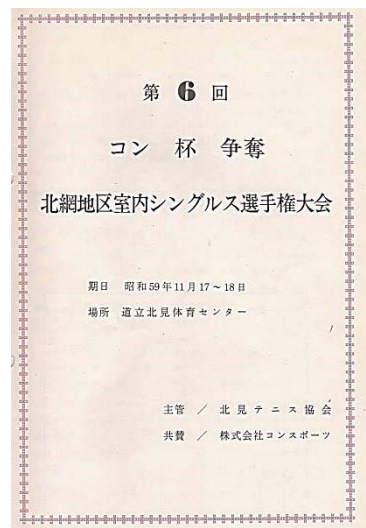 第 6 回
コン 杯 争奪
北網地区室内シングルス選手権大会
期日 昭和59年11月17～18日
場所 道立北見体育センター
主管 ／ 北見テニス協会
共賛 ／ 株式会社コンスポーツ